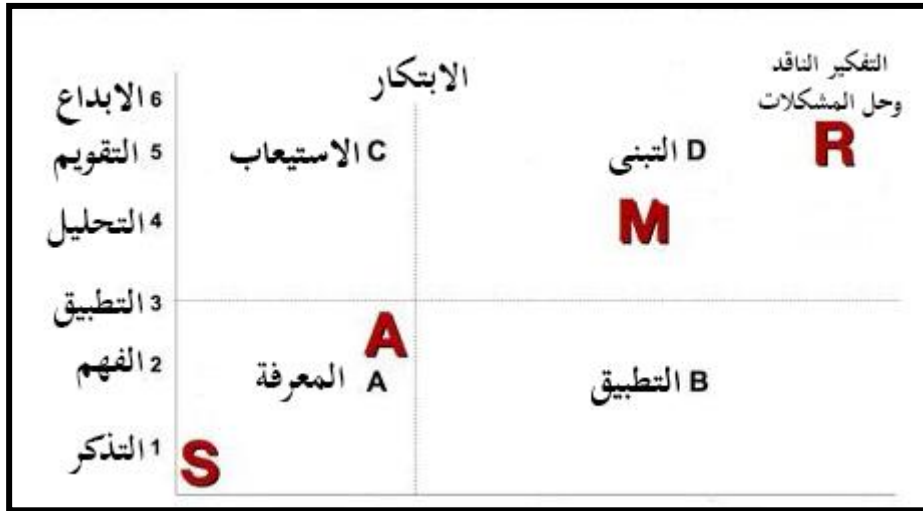 التفكير الناقد
وحل المشكلات
الابتكار
6 الابداع
5 التقويم
4 التحليل
3 التطبيق
2 الفهم
1 التذكر
C الاستيعاب
D التبنى
R
M
A
A المعرفة
B التطبيق
S